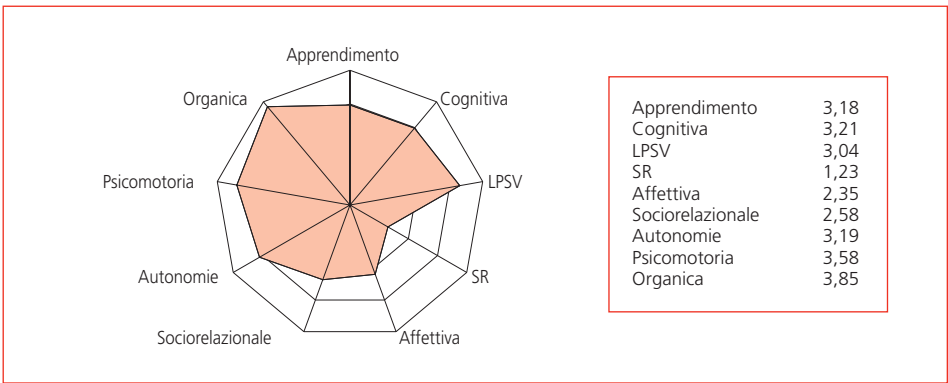 Apprendimento
Cognitiva
LPSV
SR
Affettiva
Sociorelazionale
Autonomie
Psicomotoria
Organica
Apprendimento 3,18
Cognitiva 3,21
LPSV 3,04
SR 1,23
Affettiva 2,35
Sociorelazionale 2,58
Autonomie 3,19
Psicomotoria 3,58
Organica 3,85